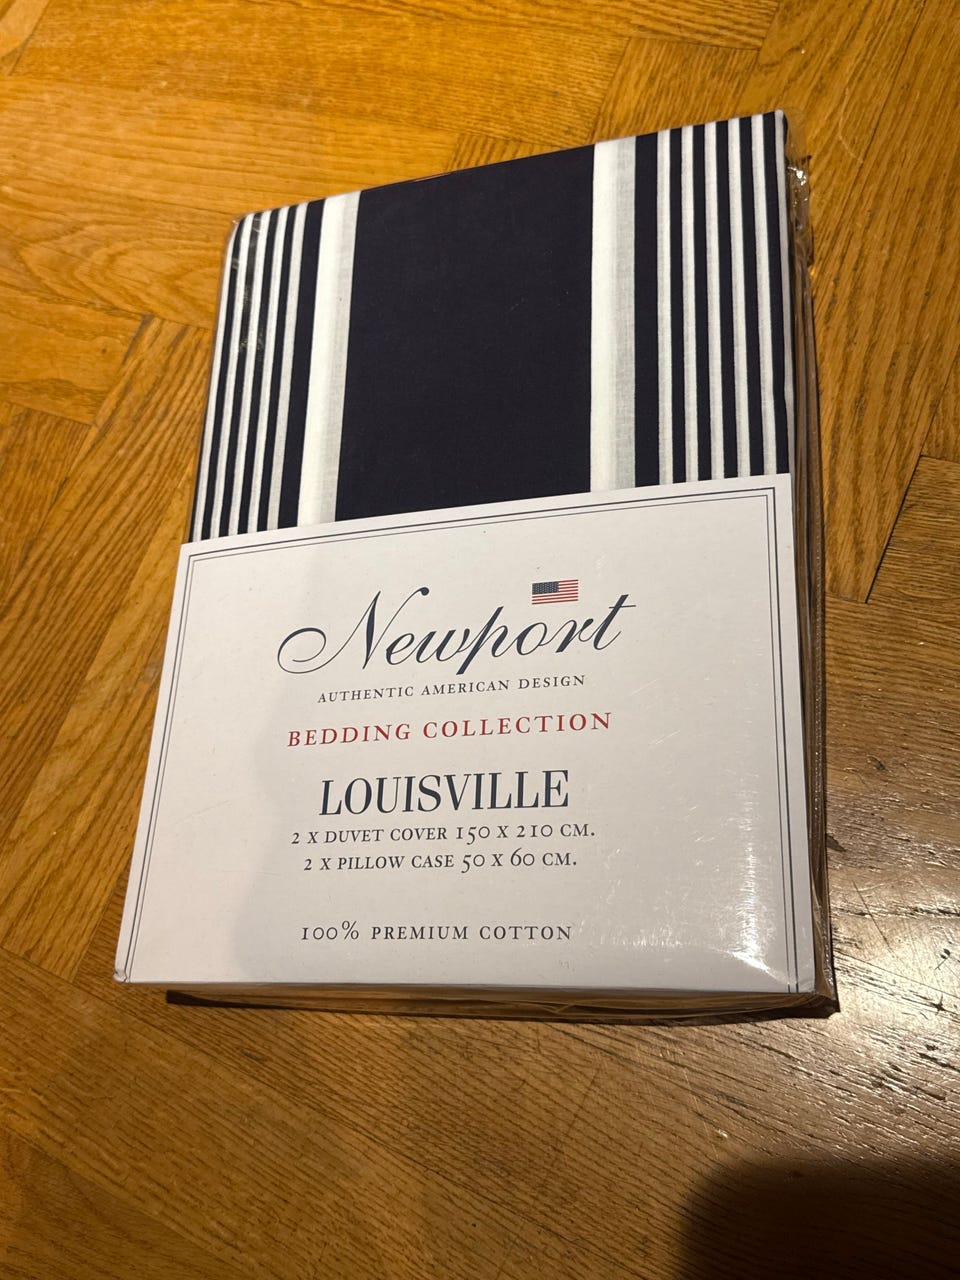 Newport
AUTHENTIC AMERICAN DESIGN
BEDDING COLLECTION
LOUISVILLE
2 X DUVET COVER 150 X 210 CM.
2 X PILLOW CASE 50 X 60 CM.
100% PREMIUM COTTON